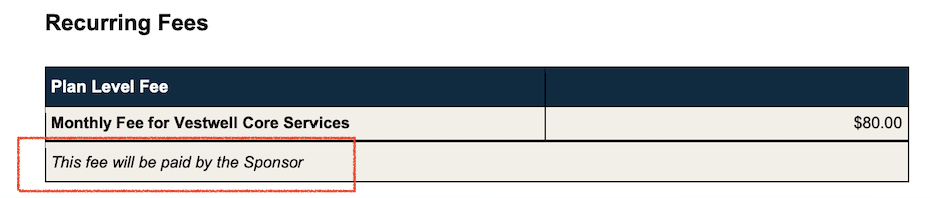 Recurring Fees
Plan Level Fee
Monthly Fee for Vestwell Core Services $80.00
This fee will be paid by the Sponsor